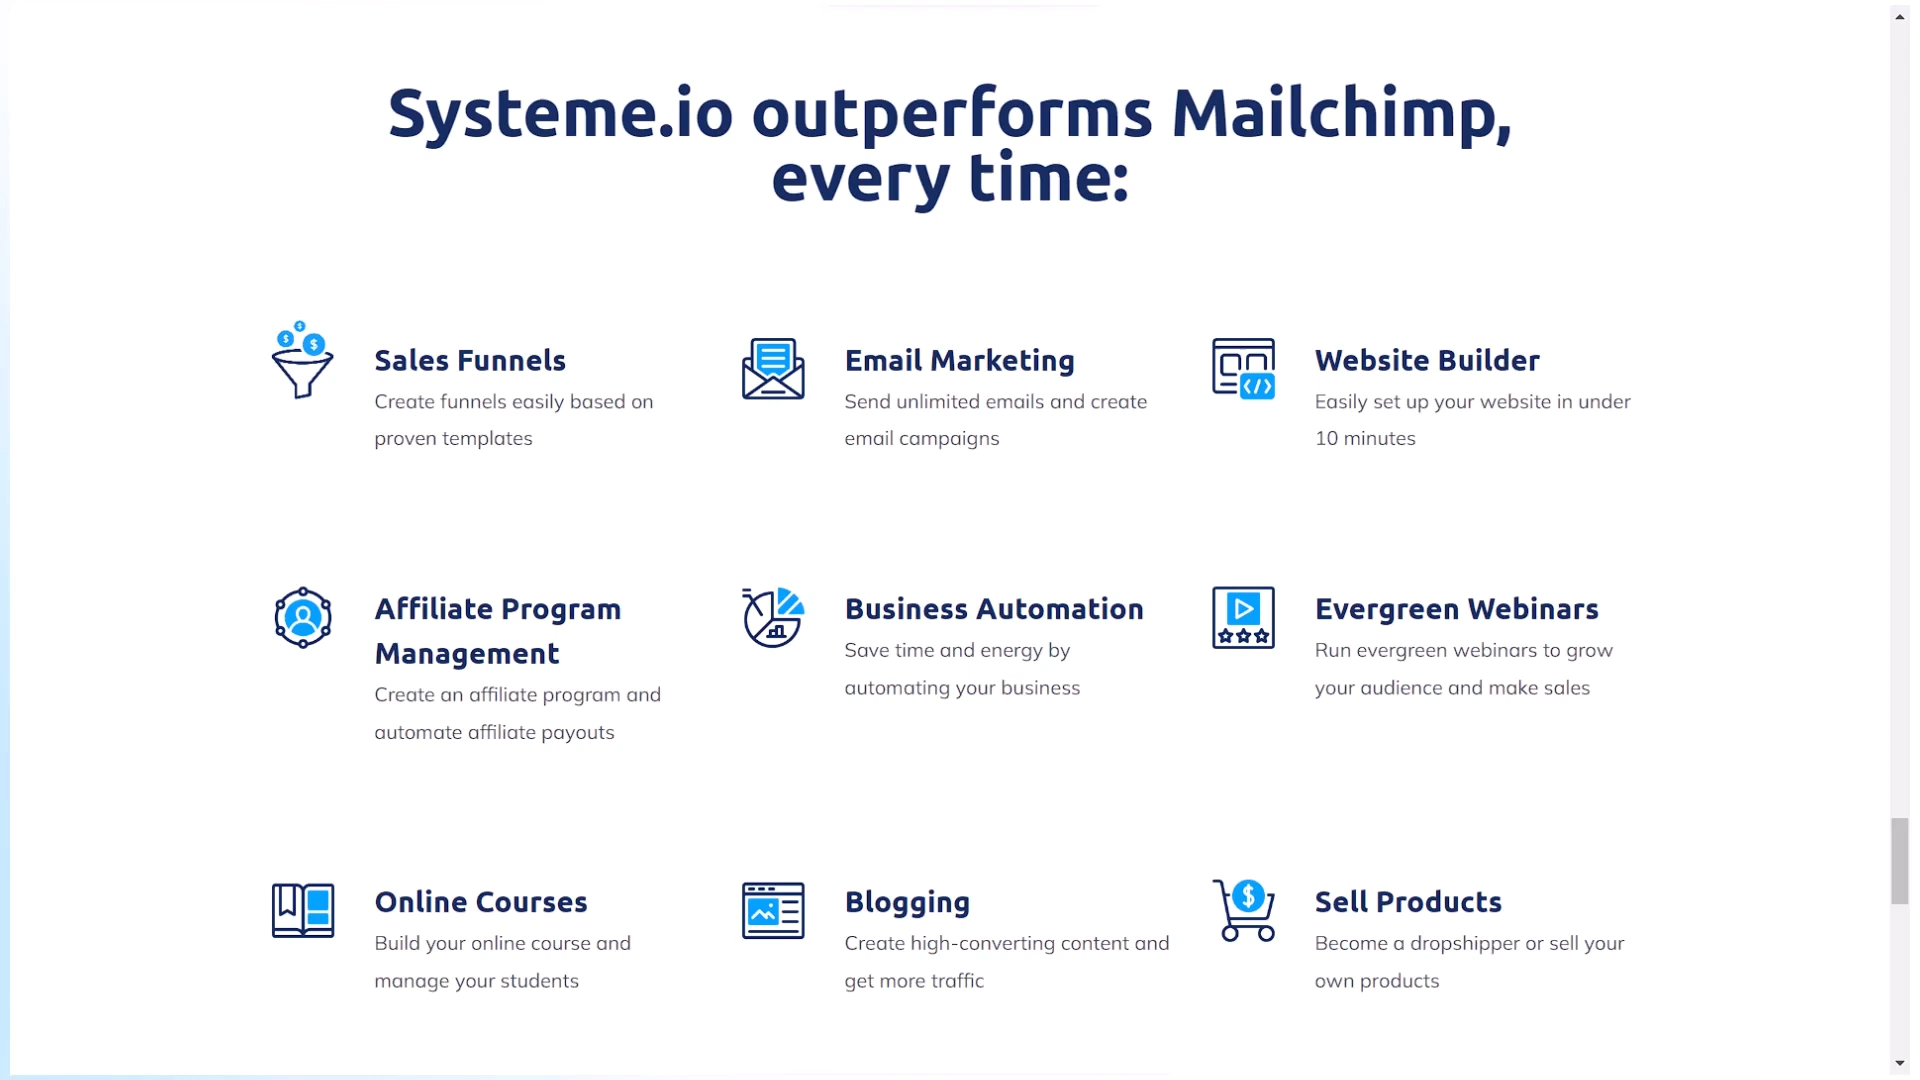 Systeme.io outperforms Mailchimp,
every time:
Sales Funnels
Create funnels easily based on
proven templates
Email Marketing
Send unlimited emails and create
email campaigns
Website Builder
Easily set up your website in under
10 minutes
Affiliate Program
Management
Create an affiliate program and
automate affiliate payouts
Business Automation
Save time and energy by
automating your business
Evergreen Webinars
Run evergreen webinars to grow
your audience and make sales
Online Courses
Build your online course and
manage your students
Blogging
Create high-converting content and
get more traffic
Sell Products
Become a dropshipper or sell your
own products